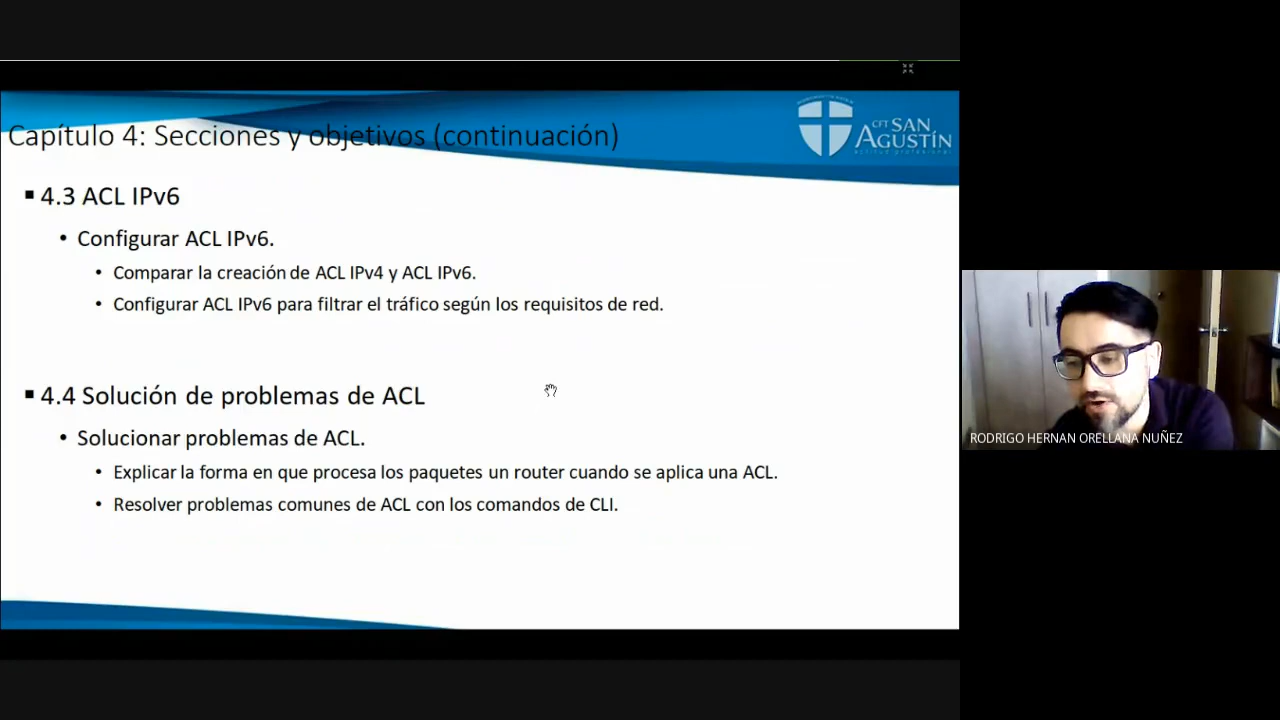 Capítulo 4: Secciones y objetivos (continuación)
CFT SAN
AGUSTÍN
▪ 4.3 ACL IPv6
• Configurar ACL IPv6.
• Comparar la creación de ACL IPv4 y ACL IPv6.
• Configurar ACL IPv6 para filtrar el tráfico según los requisitos de red.
▪ 4.4 Solución de problemas de ACL
• Solucionar problemas de ACL.
• Explicar la forma en que procesa los paquetes un router cuando se aplica una ACL.
• Resolver problemas comunes de ACL con los comandos de CLI.
RODRIGO HERNAN ORELLANA NUÑEZ